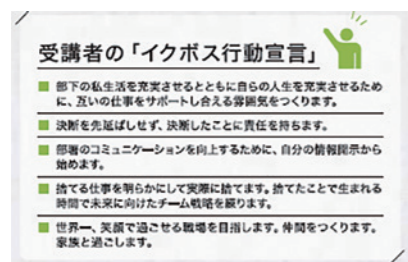 受講者の「イクボス行動宣言」
部下の私生活を充実させるとともに自らの人生を充実させるため
に、互いの仕事をサポートし合える雰囲気をつくります。
決断を先延ばしせず、決断したことに責任を持ちます。
部署のコミュニケーションを向上するために、自分の情報開示から
始めます。
捨てる仕事を明らかにして実際に捨てます。捨てたことで生まれる
時間で未来に向けたチーム戦略を練ります。
世界一、笑顔で過ごせる職場を目指します。仲間をつくります。
家族と過ごします。